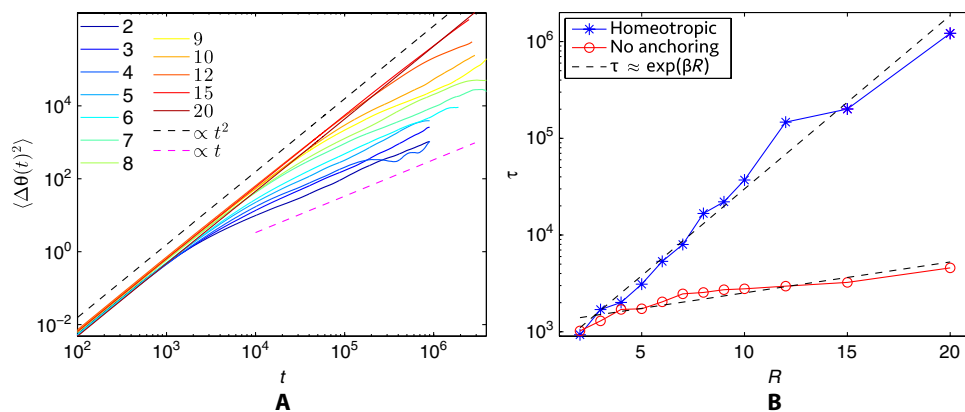 2
3
4
5
6
7
8
9
10
12
15
20
∝ t²
∝ t
10⁴
10²
10⁰
10⁻²
⟨Δθ(t)²⟩
10² 10³ 10⁴ 10⁵ 10⁶
t
A
Homeotropic
No anchoring
τ ≈ exp(βR)
10⁶
10⁵
10⁴
10³
τ
5 10 15 20
R
B